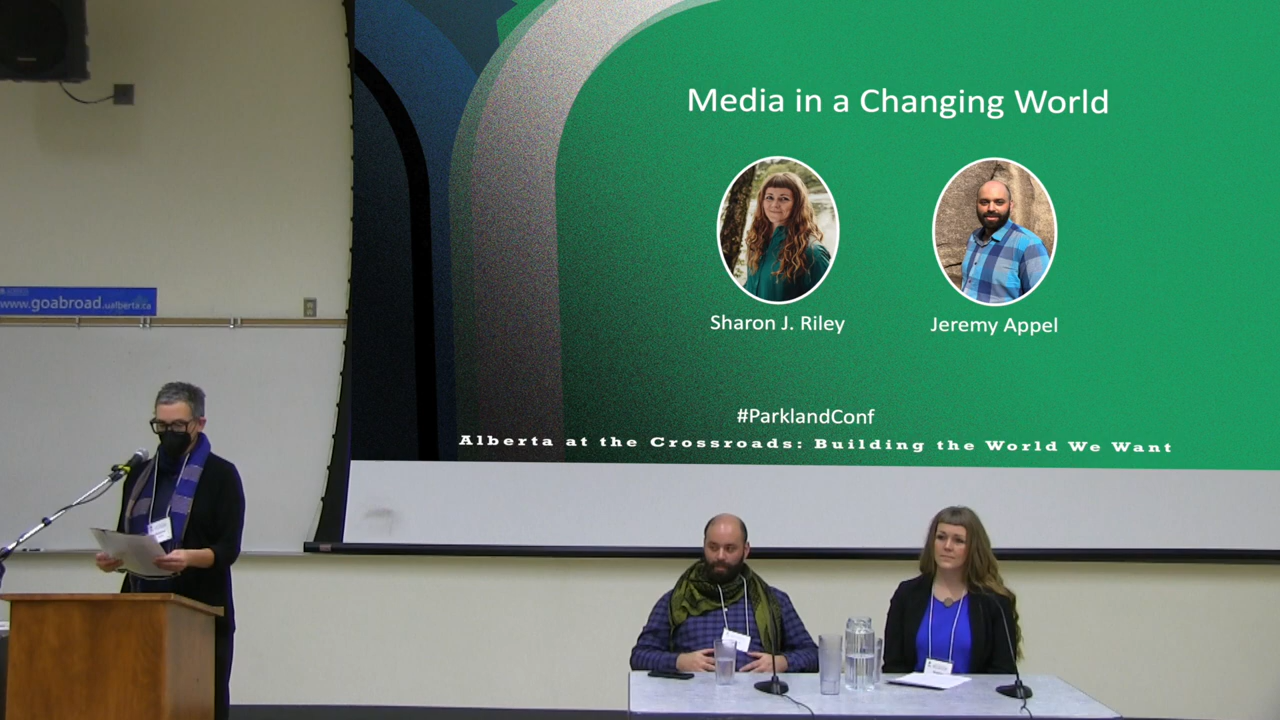 Media in a Changing World
Sharon J. Riley
Jeremy Appel
#ParklandConf
Alberta at the Crossroads: Building the World We Want
www.goabroad.ualberta.ca